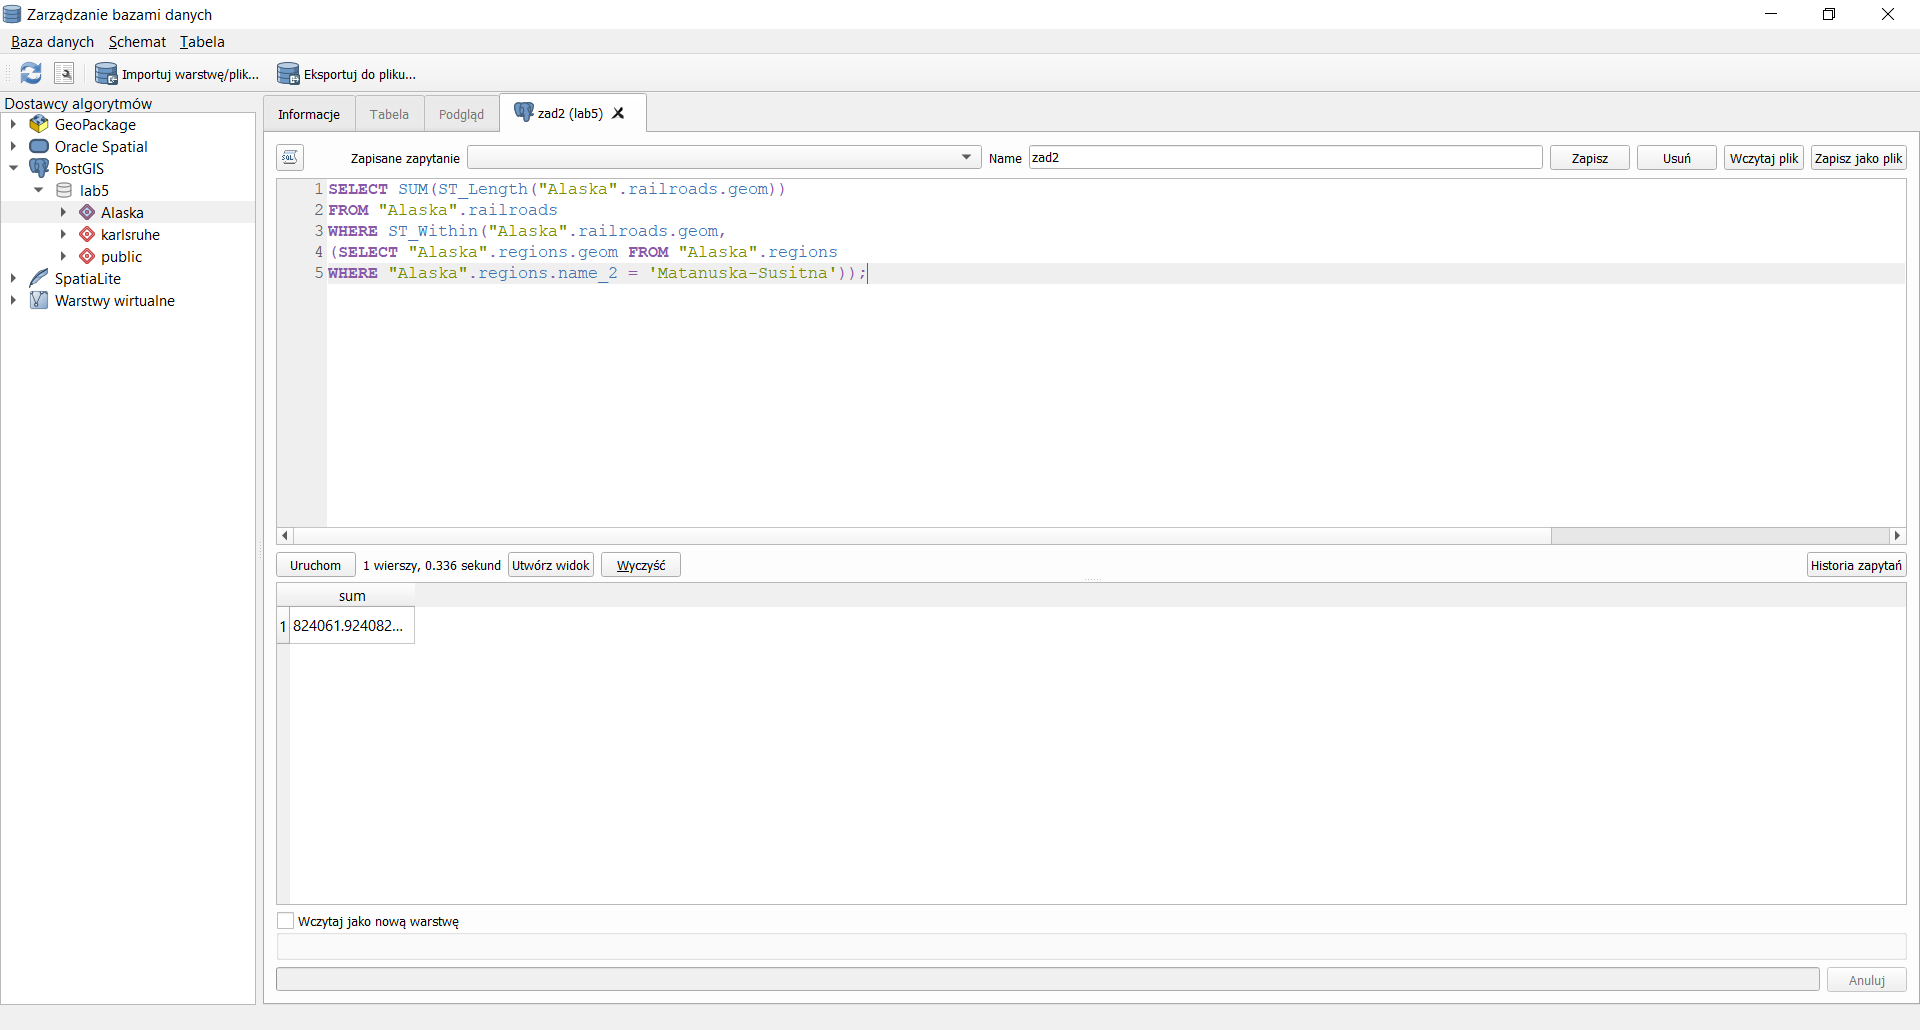 Zarządzanie bazami danych
Baza danych Schemat Tabela
Importuj warstwę/plik... Eksportuj do pliku...
Dostawcy algorytmów
GeoPackage
Oracle Spatial
PostGIS
lab5
Alaska
karlsruhe
public
SpatiaLite
Warstwy wirtualne
Informacje Tabela Podgląd zad2 (lab5)
SQL Zapisane zapytanie Name zad2 Zapisz Usuń Wczytaj plik Zapisz jako plik
1 SELECT SUM(ST_Length("Alaska".railroads.geom))
2 FROM "Alaska".railroads
3 WHERE ST_Within("Alaska".railroads.geom,
4 (SELECT "Alaska".regions.geom FROM "Alaska".regions
5 WHERE "Alaska".regions.name_2 = 'Matanuska-Susitna'));
Uruchom 1 wierszy, 0.336 sekund Utwórz widok Wyczyść Historia zapytań
sum
1 824061.924082...
Wczytaj jako nową warstwę
Anuluj